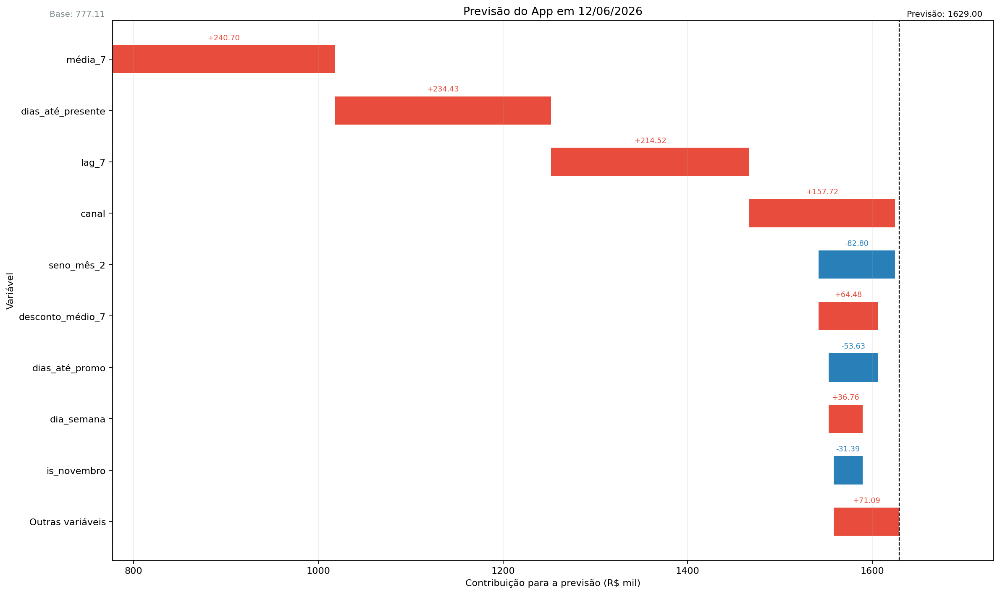 Previsão do App em 12/06/2026
Base: 777.11
Previsão: 1629.00
Variável
média_7
+240.70
dias_até_presente
+234.43
lag_7
+214.52
canal
+157.72
seno_mês_2
-82.80
desconto_médio_7
+64.48
dias_até_promo
-53.63
dia_semana
+36.76
is_novembro
-31.39
Outras variáveis
+71.09
800
1000
1200
1400
1600
Contribuição para a previsão (R$ mil)